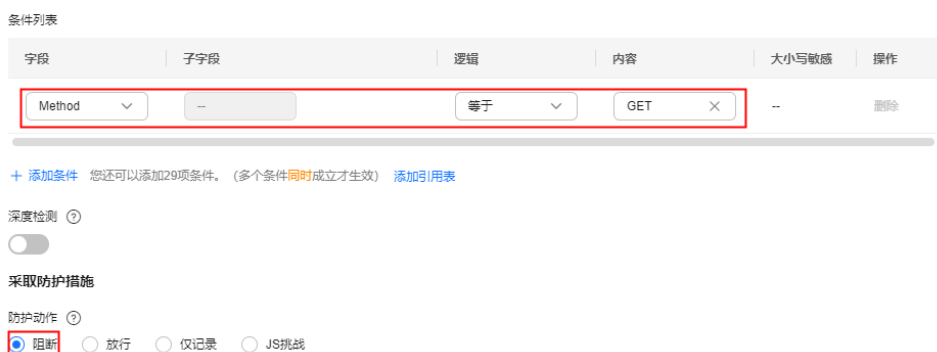 条件列表
字段 子字段 逻辑 内容 大小写敏感 操作
Method -- 等于 GET -- 删除
添加条件 您还可以添加29项条件。（多个条件同时成立才生效） 添加引用表
深度检测
采取防护措施
防护动作
阻断 放行 仅记录 JS挑战